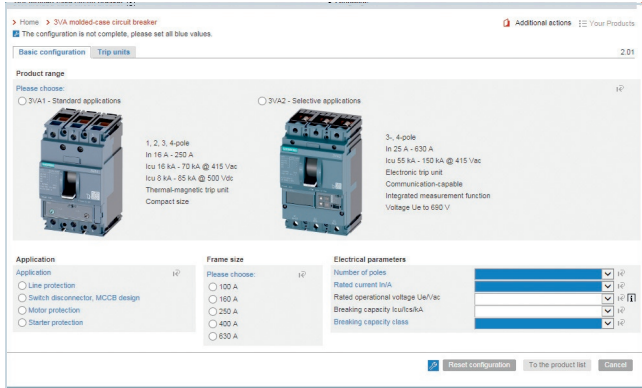 Home 3VA molded-case circuit breaker
Additional actions Your Products
The configuration is not complete, please set all blue values.
Basic configuration Trip units
2.01
Product range
Please choose:
3VA1 - Standard applications
3VA2 - Selective applications
1, 2, 3, 4-pole
In 16 A - 250 A
Icu 16 kA - 70 kA @ 415 Vac
Icu 8 kA - 85 kA @ 500 Vdc
Thermal-magnetic trip unit
Compact size
3-, 4-pole
In 25 A - 630 A
Icu 55 kA - 150 kA @ 415 Vac
Electronic trip unit
Communication-capable
Integrated measurement function
Voltage Ue to 690 V
Application
Application
Line protection
Switch disconnector, MCCB design
Motor protection
Starter protection
Frame size
Please choose:
100 A
160 A
250 A
400 A
630 A
Electrical parameters
Number of poles
Rated current In/A
Rated operational voltage Ue/Vac
Breaking capacity Icu/Ics/kA
Breaking capacity class
Reset configuration To the product list Cancel